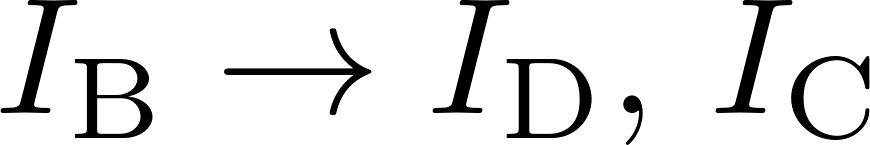 I_B → I_D, I_C